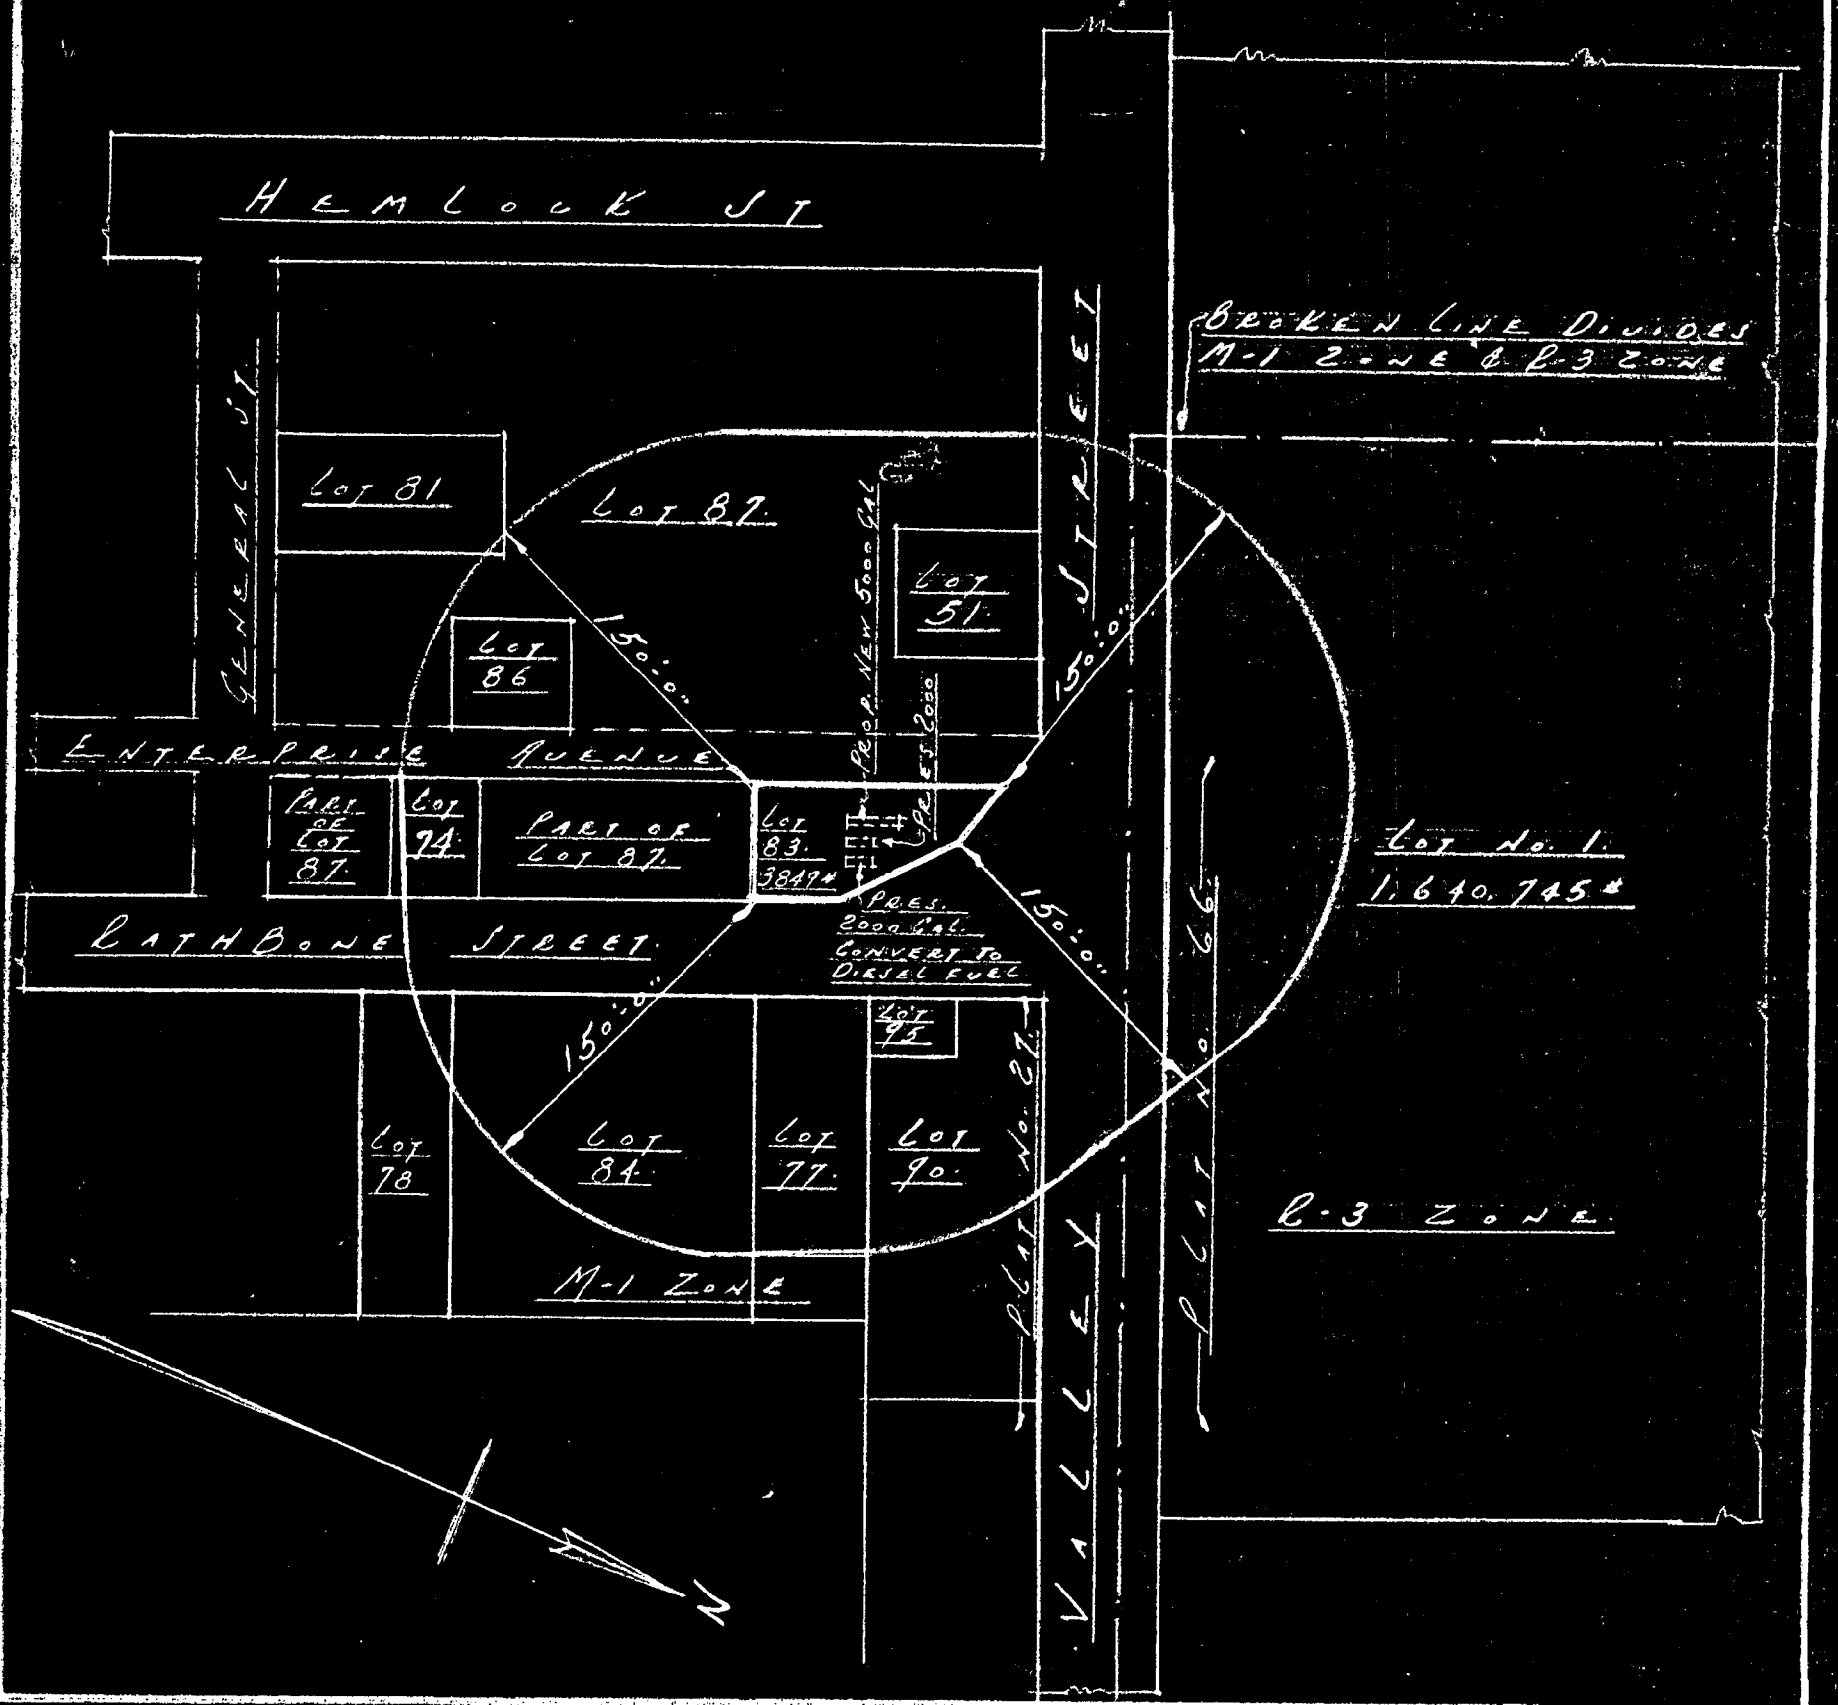 HEMLOCK ST
BROKEN LINE DIVIDES
M-1 ZONE & R-3 ZONE
GENERAL ST
VALLEY STREET
LOT 81
LOT 87.
LOT
51.
LOT
86
150'-0"
150'-0"
PROP. NEW 5000 GAL
PRES 2000
ENTERPRISE AVENUE
PART
OF
LOT
87.
LOT
74.
PART OF
LOT 87.
LOT
83.
3849#
LOT NO. 1.
1,640,745#
PRES.
2000 GAL.
CONVERT TO
DIESEL FUEL
RATHBONE STREET.
150'-0"
150'-0"
PLAT NO. 66.
PLAT NO. 27.
LOT
95
LOT
78
LOT
84.
LOT
77.
LOT
90.
R-3 ZONE.
M-1 ZONE
N